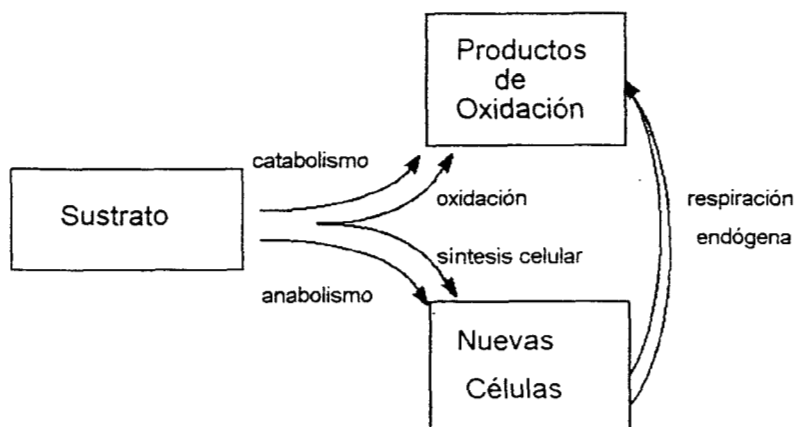 Productos
de
Oxidación
catabolismo
Sustrato
oxidación
respiración
endógena
síntesis celular
anabolismo
Nuevas
Células